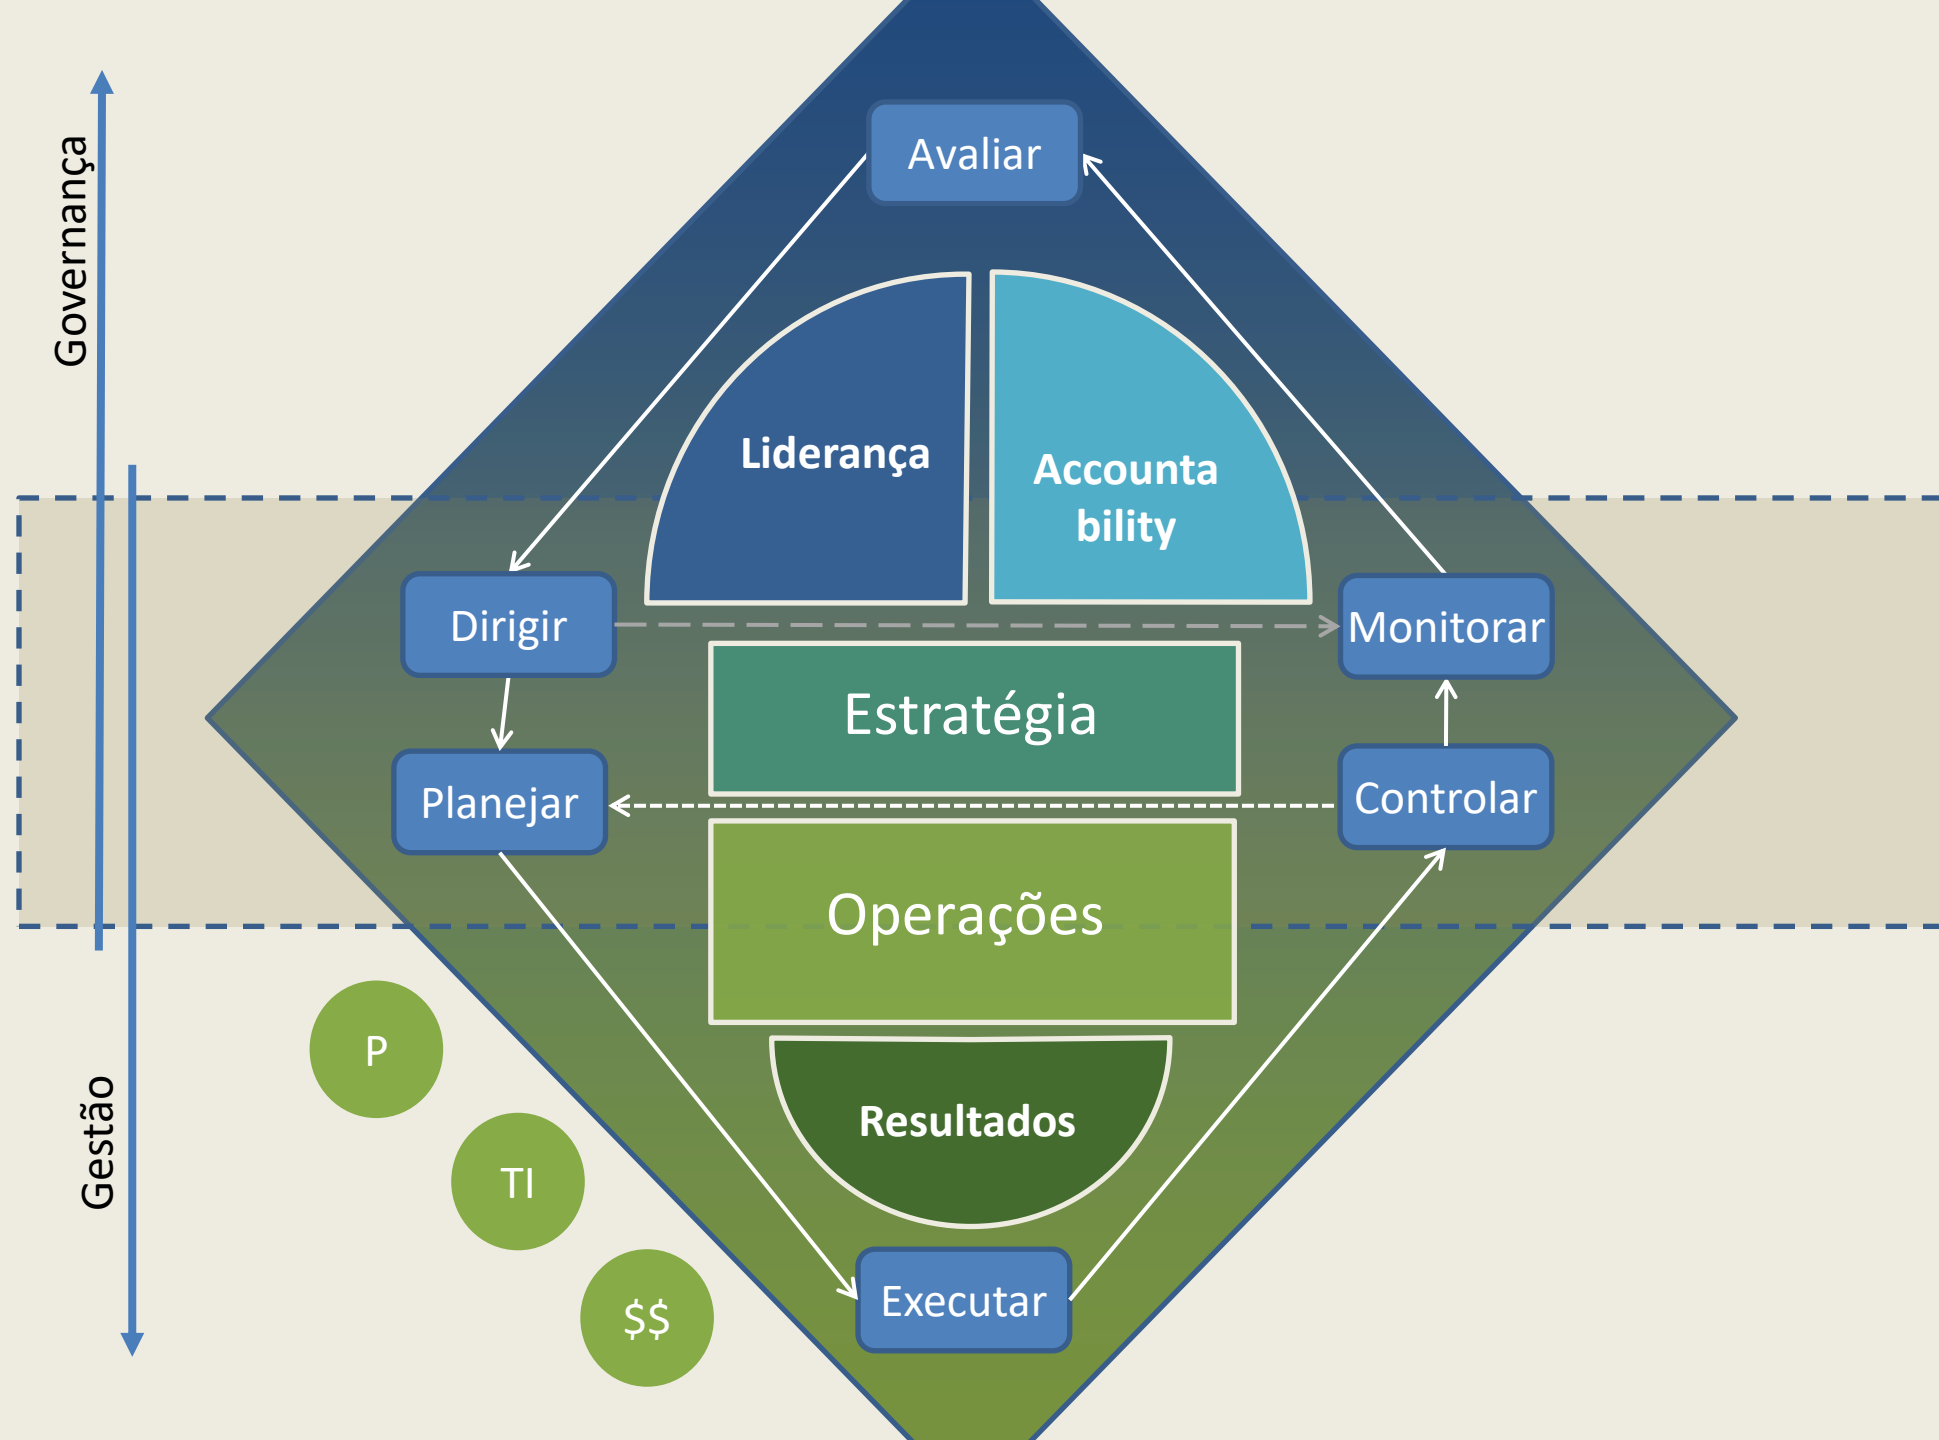 Governança
Avaliar
Liderança
Accounta
bility
Dirigir
Monitorar
Estratégia
Planejar
Controlar
Operações
P
Gestão
TI
Resultados
$$
Executar